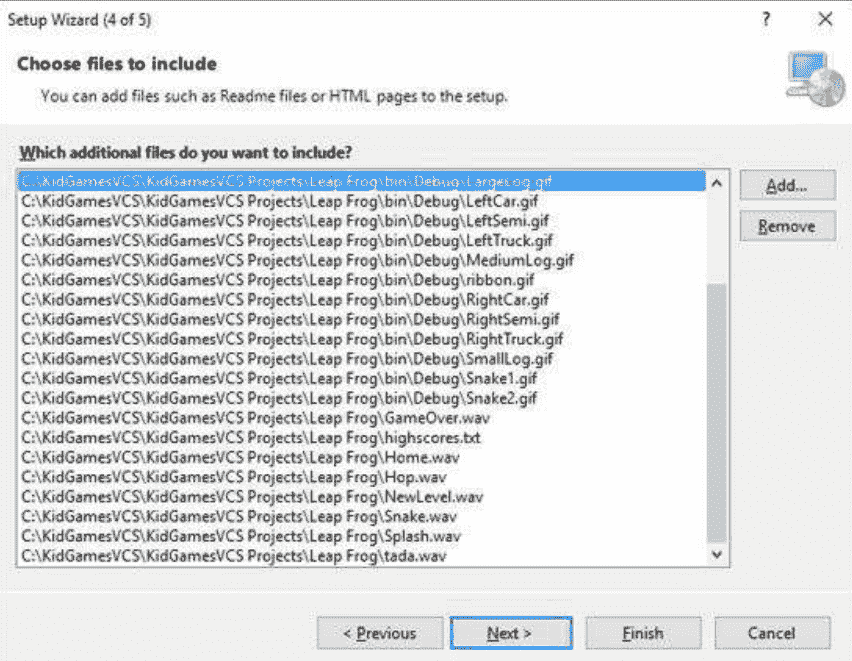 Setup Wizard (4 of 5)
?
Choose files to include
You can add files such as Readme files or HTML pages to the setup.
Which additional files do you want to include?
C:\KidGamesVCS\KidGamesVCS Projects\Leap Frog\bin\Debug\LargeLog.gif
C:\KidGamesVCS\KidGamesVCS Projects\Leap Frog\bin\Debug\LeftCar.gif
C:\KidGamesVCS\KidGamesVCS Projects\Leap Frog\bin\Debug\LeftSemi.gif
C:\KidGamesVCS\KidGamesVCS Projects\Leap Frog\bin\Debug\LeftTruck.gif
C:\KidGamesVCS\KidGamesVCS Projects\Leap Frog\bin\Debug\MediumLog.gif
C:\KidGamesVCS\KidGamesVCS Projects\Leap Frog\bin\Debug\ribbon.gif
C:\KidGamesVCS\KidGamesVCS Projects\Leap Frog\bin\Debug\RightCar.gif
C:\KidGamesVCS\KidGamesVCS Projects\Leap Frog\bin\Debug\RightSemi.gif
C:\KidGamesVCS\KidGamesVCS Projects\Leap Frog\bin\Debug\RightTruck.gif
C:\KidGamesVCS\KidGamesVCS Projects\Leap Frog\bin\Debug\SmallLog.gif
C:\KidGamesVCS\KidGamesVCS Projects\Leap Frog\bin\Debug\Snake1.gif
C:\KidGamesVCS\KidGamesVCS Projects\Leap Frog\bin\Debug\Snake2.gif
C:\KidGamesVCS\KidGamesVCS Projects\Leap Frog\GameOver.wav
C:\KidGamesVCS\KidGamesVCS Projects\Leap Frog\highscores.txt
C:\KidGamesVCS\KidGamesVCS Projects\Leap Frog\Home.wav
C:\KidGamesVCS\KidGamesVCS Projects\Leap Frog\Hop.wav
C:\KidGamesVCS\KidGamesVCS Projects\Leap Frog\NewLevel.wav
C:\KidGamesVCS\KidGamesVCS Projects\Leap Frog\Snake.wav
C:\KidGamesVCS\KidGamesVCS Projects\Leap Frog\Splash.wav
C:\KidGamesVCS\KidGamesVCS Projects\Leap Frog\tada.wav
Add...
Remove
< Previous
Next >
Finish
Cancel